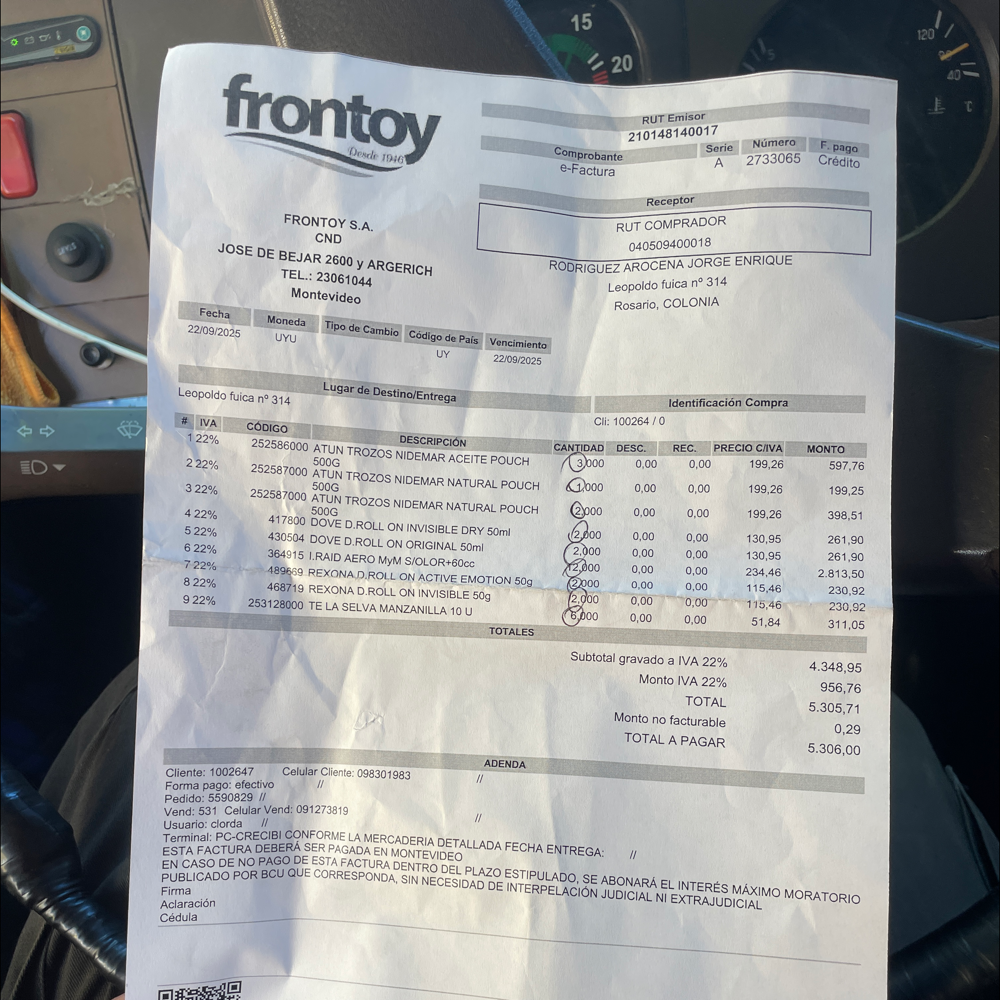 15
20
120
40
°C
5
frontoy
Desde 1946
RUT Emisor
210148140017
Comprobante Serie Número F. pago
e-Factura A 2733065 Crédito
Receptor
RUT COMPRADOR
040509400018
RODRIGUEZ AROCENA JORGE ENRIQUE
Leopoldo fuica nº 314
Rosario, COLONIA
FRONTOY S.A.
CND
JOSE DE BEJAR 2600 y ARGERICH
TEL.: 23061044
Montevideo
Fecha Moneda Tipo de Cambio Código de País Vencimiento
22/09/2025 UYU UY 22/09/2025
Lugar de Destino/Entrega Identificación Compra
Leopoldo fuica nº 314 Cli: 100264 / 0
# IVA CÓDIGO DESCRIPCIÓN CANTIDAD DESC. REC. PRECIO C/IVA MONTO
1 22% 252586000 ATUN TROZOS NIDEMAR ACEITE POUCH 3,000 0,00 0,00 199,26 597,76
500G
2 22% 252587000 ATUN TROZOS NIDEMAR NATURAL POUCH 1,000 0,00 0,00 199,26 199,25
500G
3 22% 252587000 ATUN TROZOS NIDEMAR NATURAL POUCH 2,000 0,00 0,00 199,26 398,51
500G
4 22% 417800 DOVE D.ROLL ON INVISIBLE DRY 50ml 2,000 0,00 0,00 130,95 261,90
5 22% 430504 DOVE D.ROLL ON ORIGINAL 50ml 2,000 0,00 0,00 130,95 261,90
6 22% 364915 I.RAID AERO MyM S/OLOR+60cc 12,000 0,00 0,00 234,46 2.813,50
7 22% 489669 REXONA D.ROLL ON ACTIVE EMOTION 50g 2,000 0,00 0,00 115,46 230,92
8 22% 468719 REXONA D.ROLL ON INVISIBLE 50g 2,000 0,00 0,00 115,46 230,92
9 22% 253128000 TE LA SELVA MANZANILLA 10 U 6,000 0,00 0,00 51,84 311,05
TOTALES
Subtotal gravado a IVA 22% 4.348,95
Monto IVA 22% 956,76
TOTAL 5.305,71
Monto no facturable 0,29
TOTAL A PAGAR 5.306,00
ADENDA
Cliente: 1002647 Celular Cliente: 098301983 //
Forma pago: efectivo //
Pedido: 5590829 //
Vend: 531 Celular Vend: 091273819 //
Usuario: clorda //
Terminal: PC-CRECIBI CONFORME LA MERCADERIA DETALLADA FECHA ENTREGA: //
ESTA FACTURA DEBERÁ SER PAGADA EN MONTEVIDEO
EN CASO DE NO PAGO DE ESTA FACTURA DENTRO DEL PLAZO ESTIPULADO, SE ABONARÁ EL INTERÉS MÁXIMO MORATORIO
PUBLICADO POR BCU QUE CORRESPONDA, SIN NECESIDAD DE INTERPELACIÓN JUDICIAL NI EXTRAJUDICIAL
Firma
Aclaración
Cédula